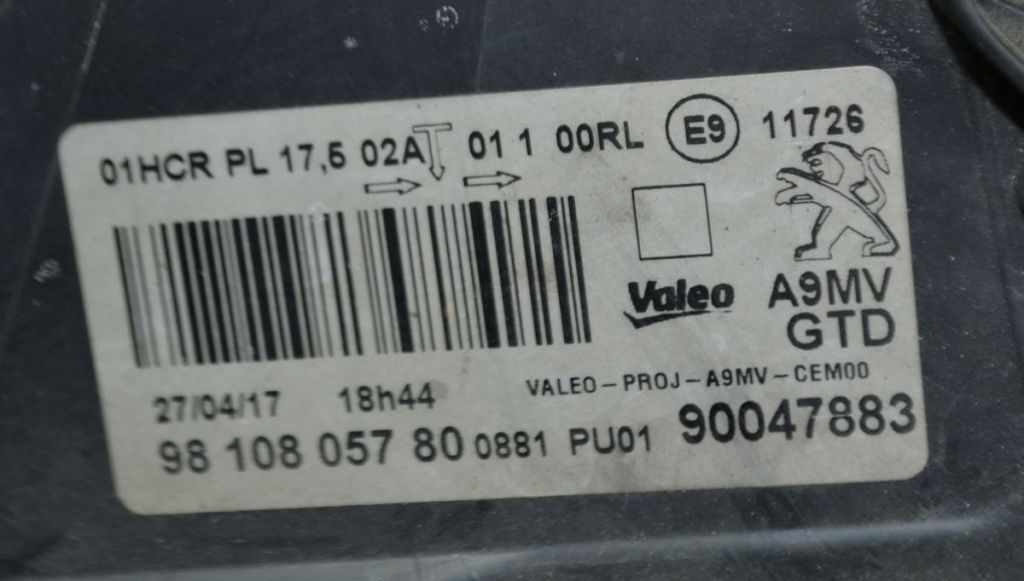 01HCR PL 17,5 02A 01 1 00RL E9 11726
Valeo
A9MV
GTD
VALEO-PROJ-A9MV-CEM00
27/04/17 18h44
98 108 057 80 0881 PU01 90047883